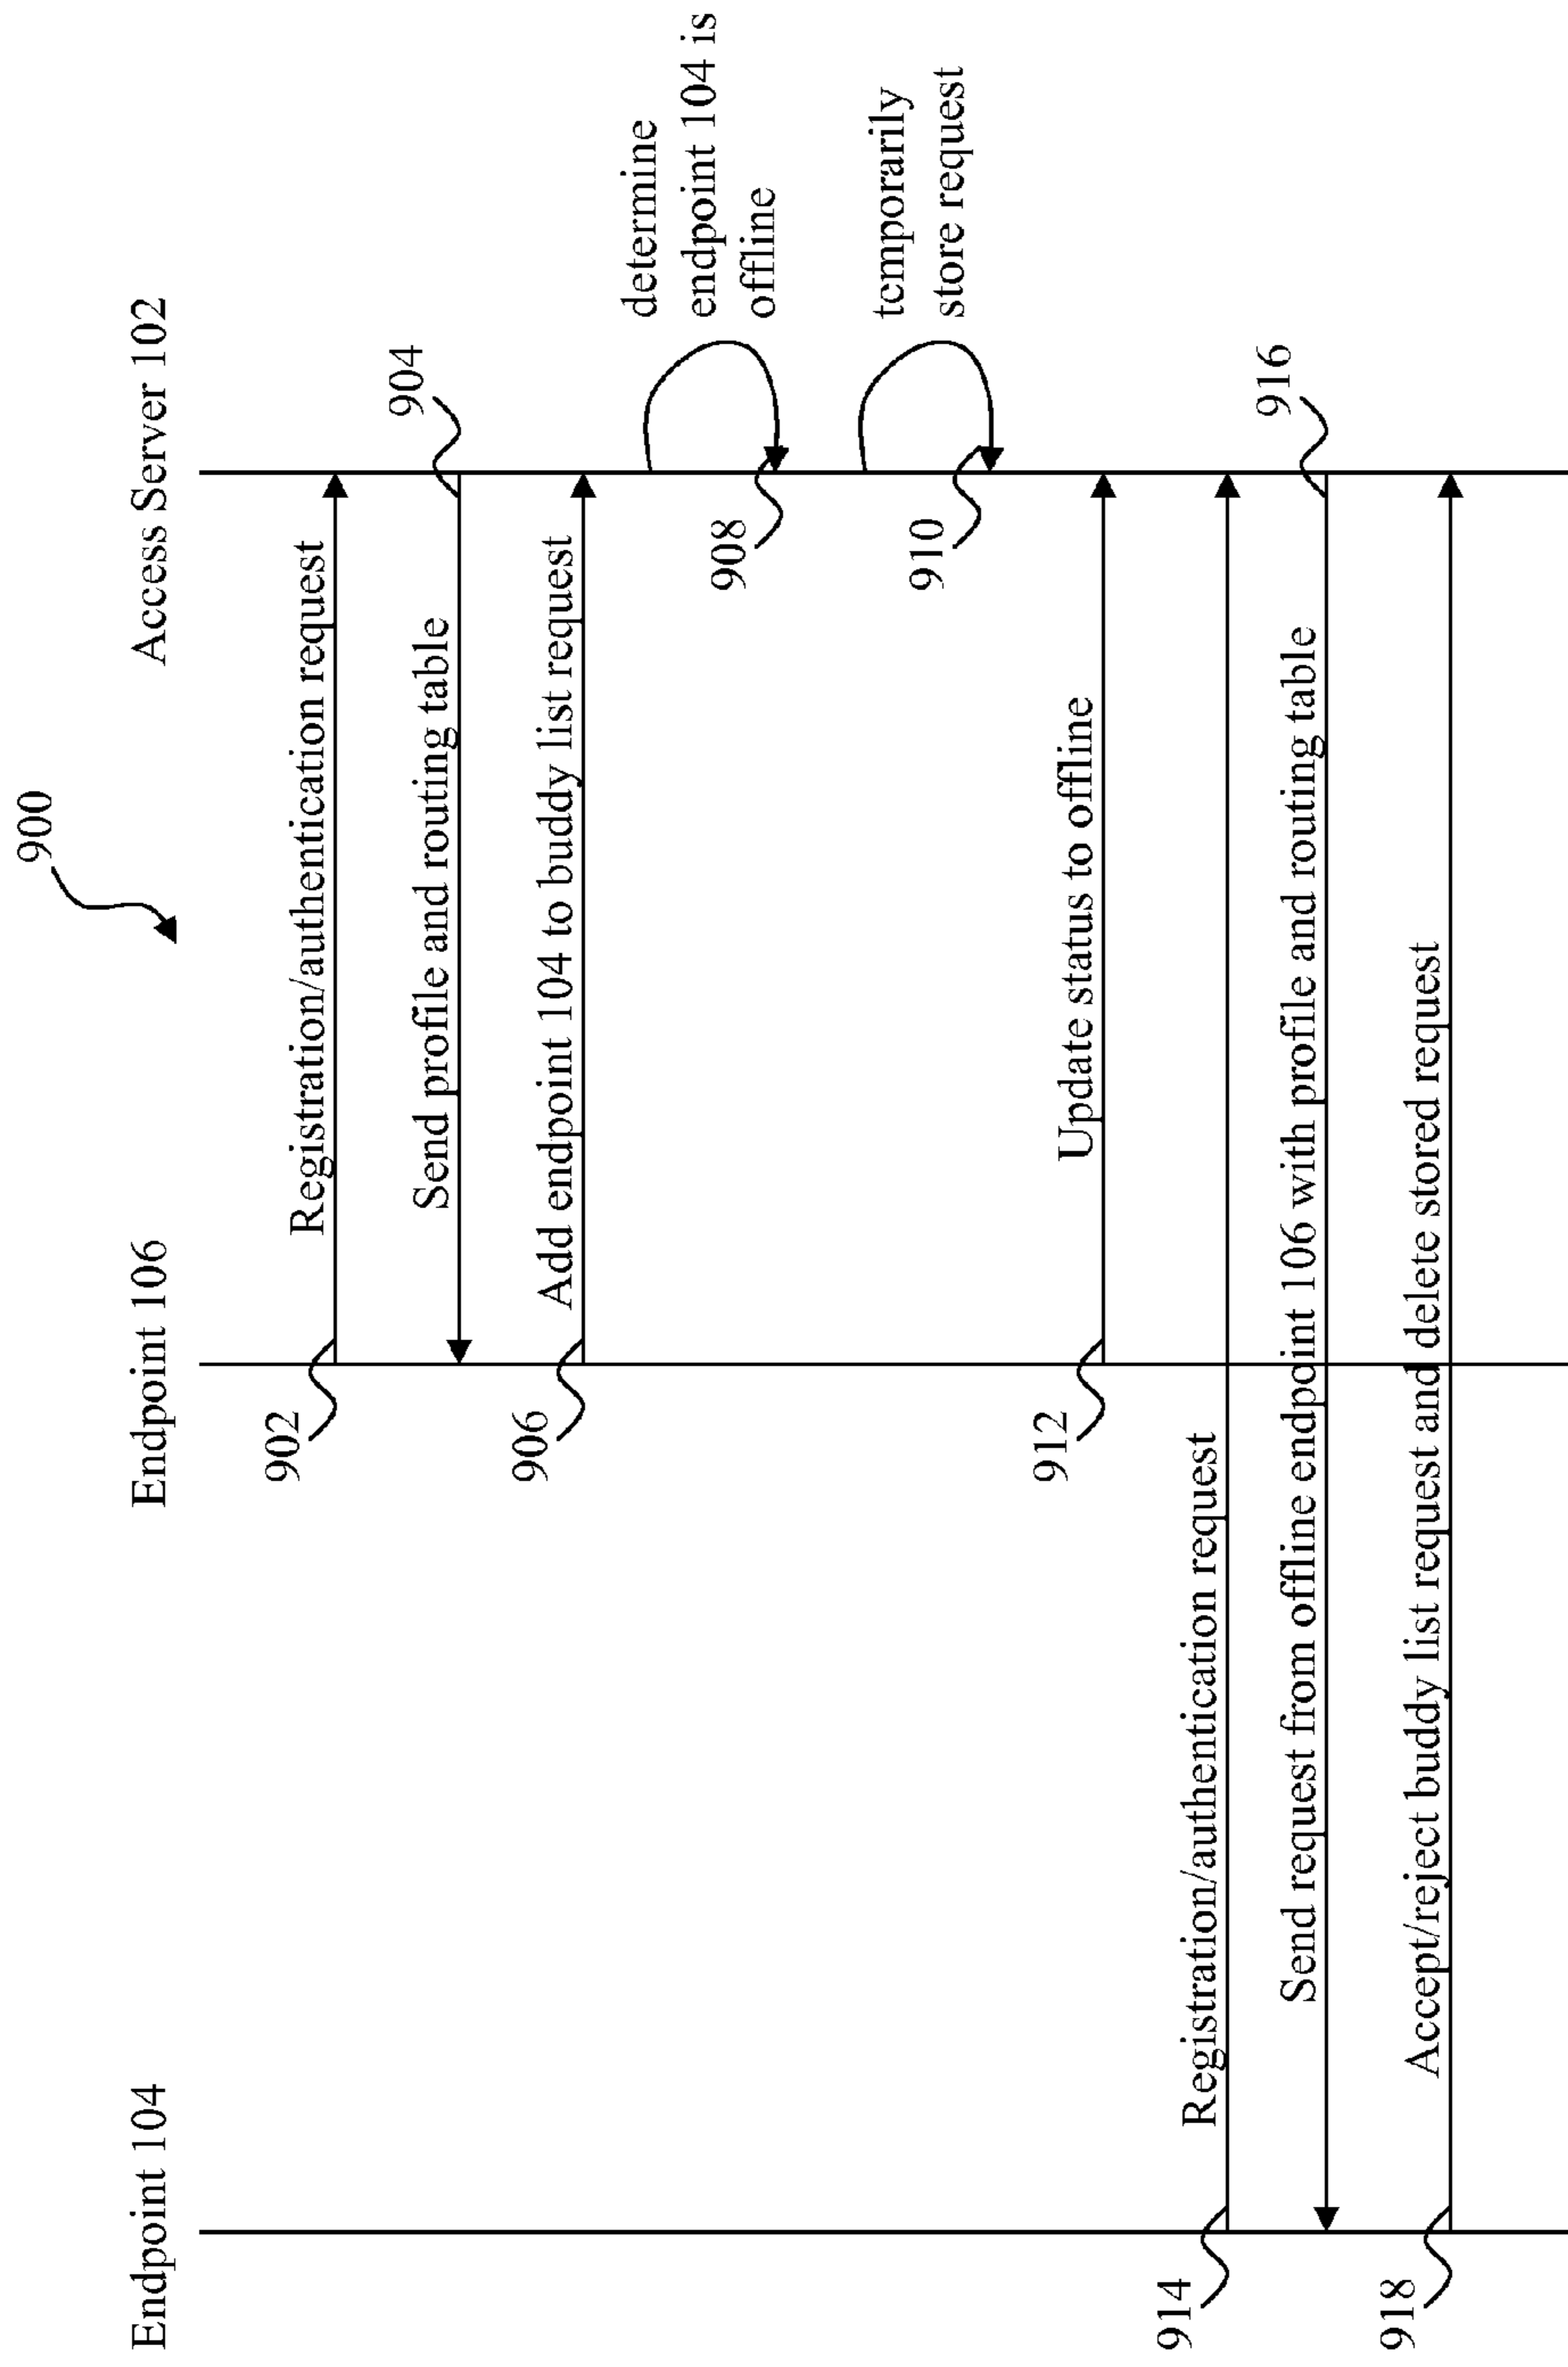 900
Endpoint 104
Endpoint 106
Access Server 102
902
Registration/authentication request
Send profile and routing table
904
906
Add endpoint 104 to buddy list request
determine
endpoint 104 is
offline
908
temporarily
store request
910
912
Update status to offline
914
Registration/authentication request
Send request from offline endpoint 106 with profile and routing table
916
918
Accept/reject buddy list request and delete stored request